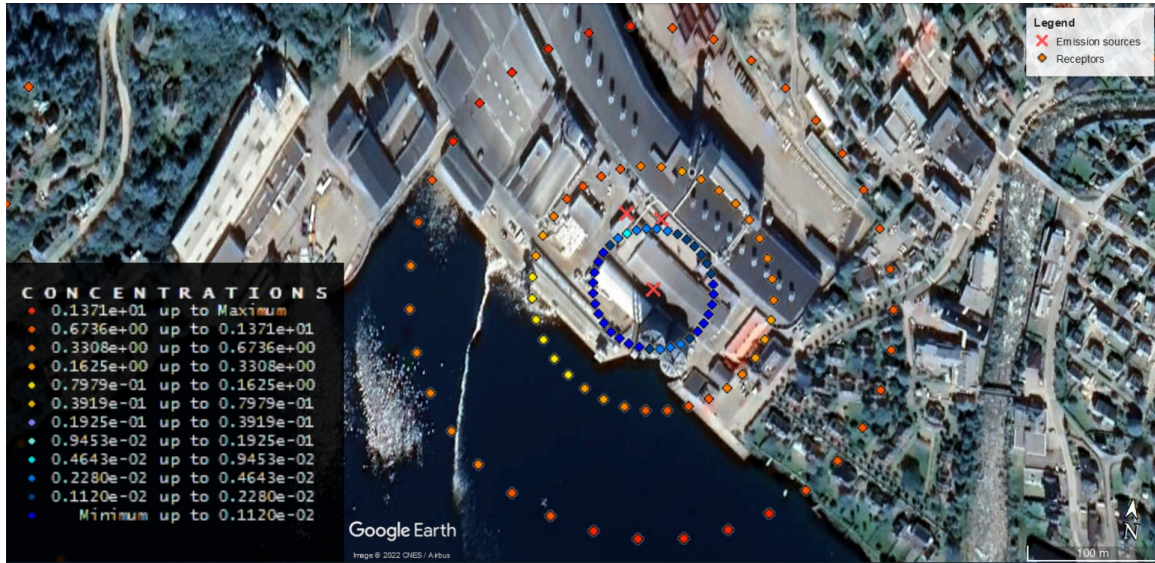 Legend
Emission sources
Receptors
CONCENTRATIONS
0.1371e+01 up to Maximum
0.6736e+00 up to 0.1371e+01
0.3308e+00 up to 0.6736e+00
0.1625e+00 up to 0.3308e+00
0.7979e-01 up to 0.1625e+00
0.3919e-01 up to 0.7979e-01
0.1925e-01 up to 0.3919e-01
0.9453e-02 up to 0.1925e-01
0.4643e-02 up to 0.9453e-02
0.2280e-02 up to 0.4643e-02
0.1120e-02 up to 0.2280e-02
Minimum up to 0.1120e-02
Google Earth
Image © 2022 CNES / Airbus
N
100 m